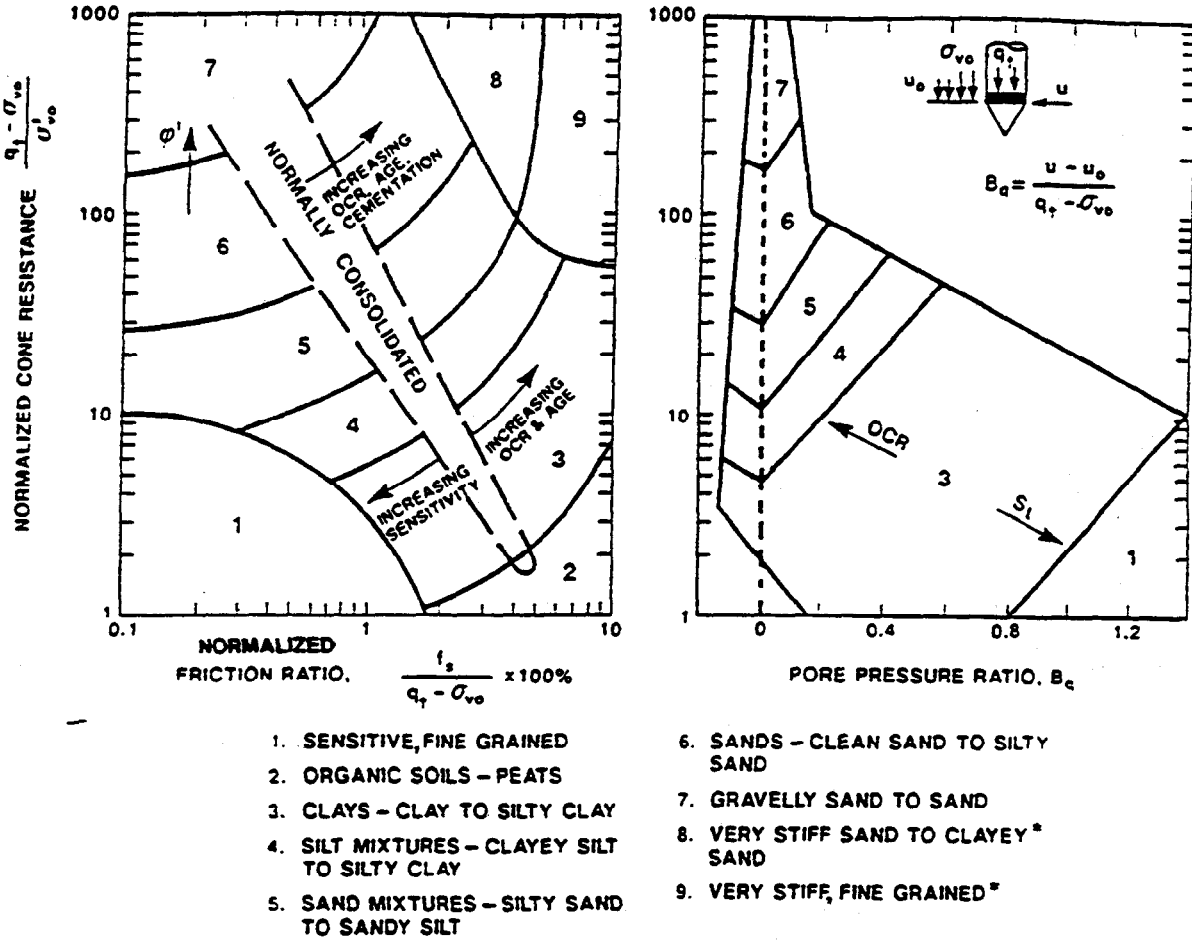 NORMALIZED CONE RESISTANCE
qt - σvo
σ'vo
1000
100
10
1
0.1
1
10
7
φ'
6
5
4
1
8
9
3
2
NORMALLY CONSOLIDATED
INCREASING
OCR, AGE,
CEMENTATION
INCREASING
OCR & AGE
INCREASING
SENSITIVITY
NORMALIZED
FRICTION RATIO.
fs
qt - σvo
x100%
1000
100
10
1
0
0.4
0.8
1.2
7
6
5
4
3
1
OCR
St
σvo
qt
uo
u
Bq = u - uo
qt - σvo
PORE PRESSURE RATIO. Bq
1. SENSITIVE, FINE GRAINED
2. ORGANIC SOILS – PEATS
3. CLAYS – CLAY TO SILTY CLAY
4. SILT MIXTURES – CLAYEY SILT
TO SILTY CLAY
5. SAND MIXTURES – SILTY SAND
TO SANDY SILT
6. SANDS – CLEAN SAND TO SILTY
SAND
7. GRAVELLY SAND TO SAND
8. VERY STIFF SAND TO CLAYEY*
SAND
9. VERY STIFF, FINE GRAINED*